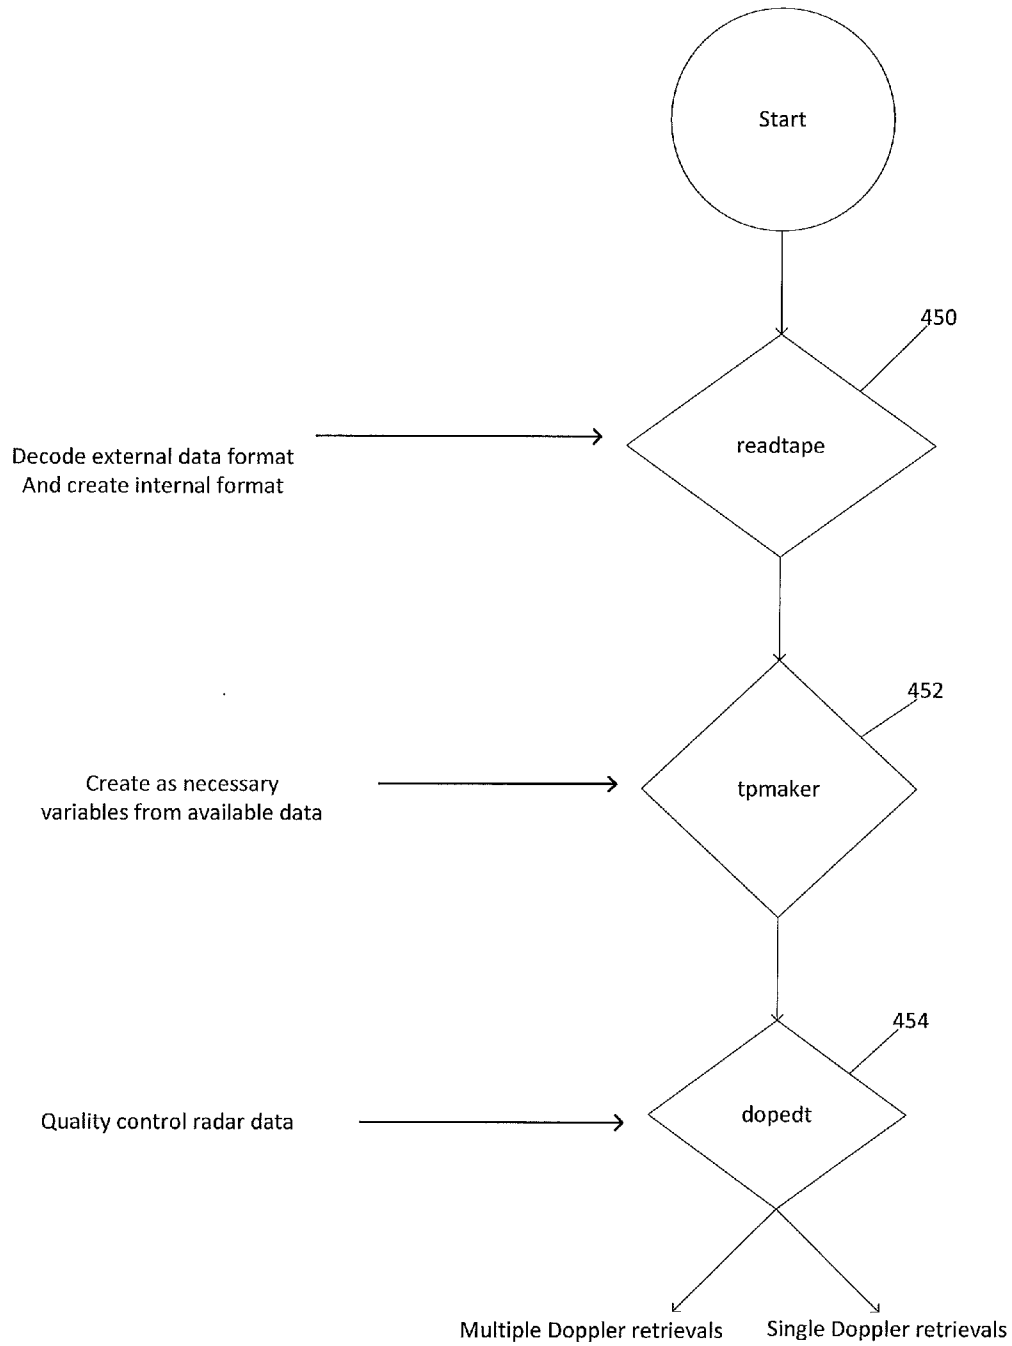 Start
450
readtape
Decode external data format
And create internal format
452
tpmaker
Create as necessary
variables from available data
454
dopedt
Quality control radar data
Multiple Doppler retrievals
Single Doppler retrievals